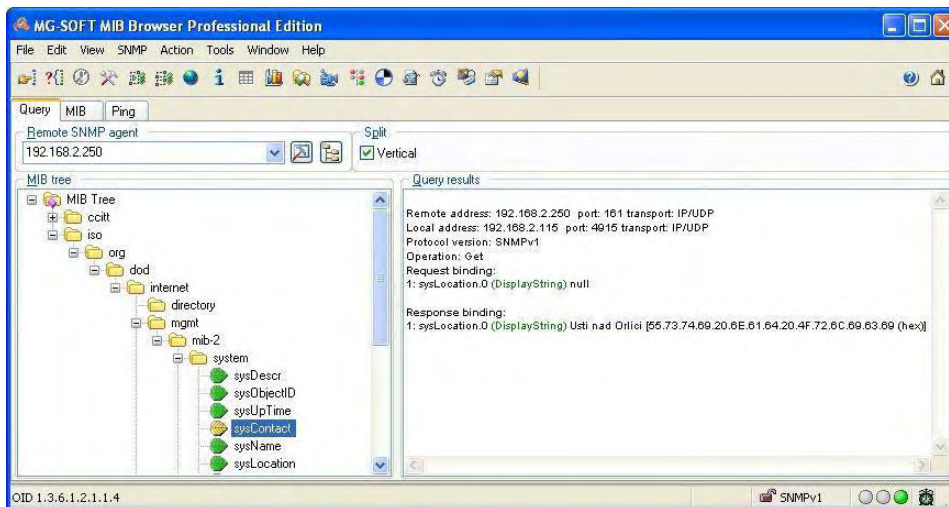 MG-SOFT MIB Browser Professional Edition
File Edit View SNMP Action Tools Window Help
Query MIB Ping
Remote SNMP agent
Split
192.168.2.250
Vertical
MIB tree
Query results
MIB Tree
ccitt
iso
org
dod
internet
directory
mgmt
mib-2
system
sysDescr
sysObjectID
sysUpTime
sysContact
sysName
sysLocation
Remote address: 192.168.2.250 port: 161 transport: IP/UDP
Local address: 192.168.2.115 port: 4915 transport: IP/UDP
Protocol version: SNMPv1
Operation: Get
Request binding:
1: sysLocation.0 (DisplayString) null
Response binding:
1: sysLocation.0 (DisplayString) Usti nad Orlici [55.73.74.69.20.6E.61.64.20.4F.72.6C.69.63.69 (hex)]
OID 1.3.6.1.2.1.1.4
SNMPv1